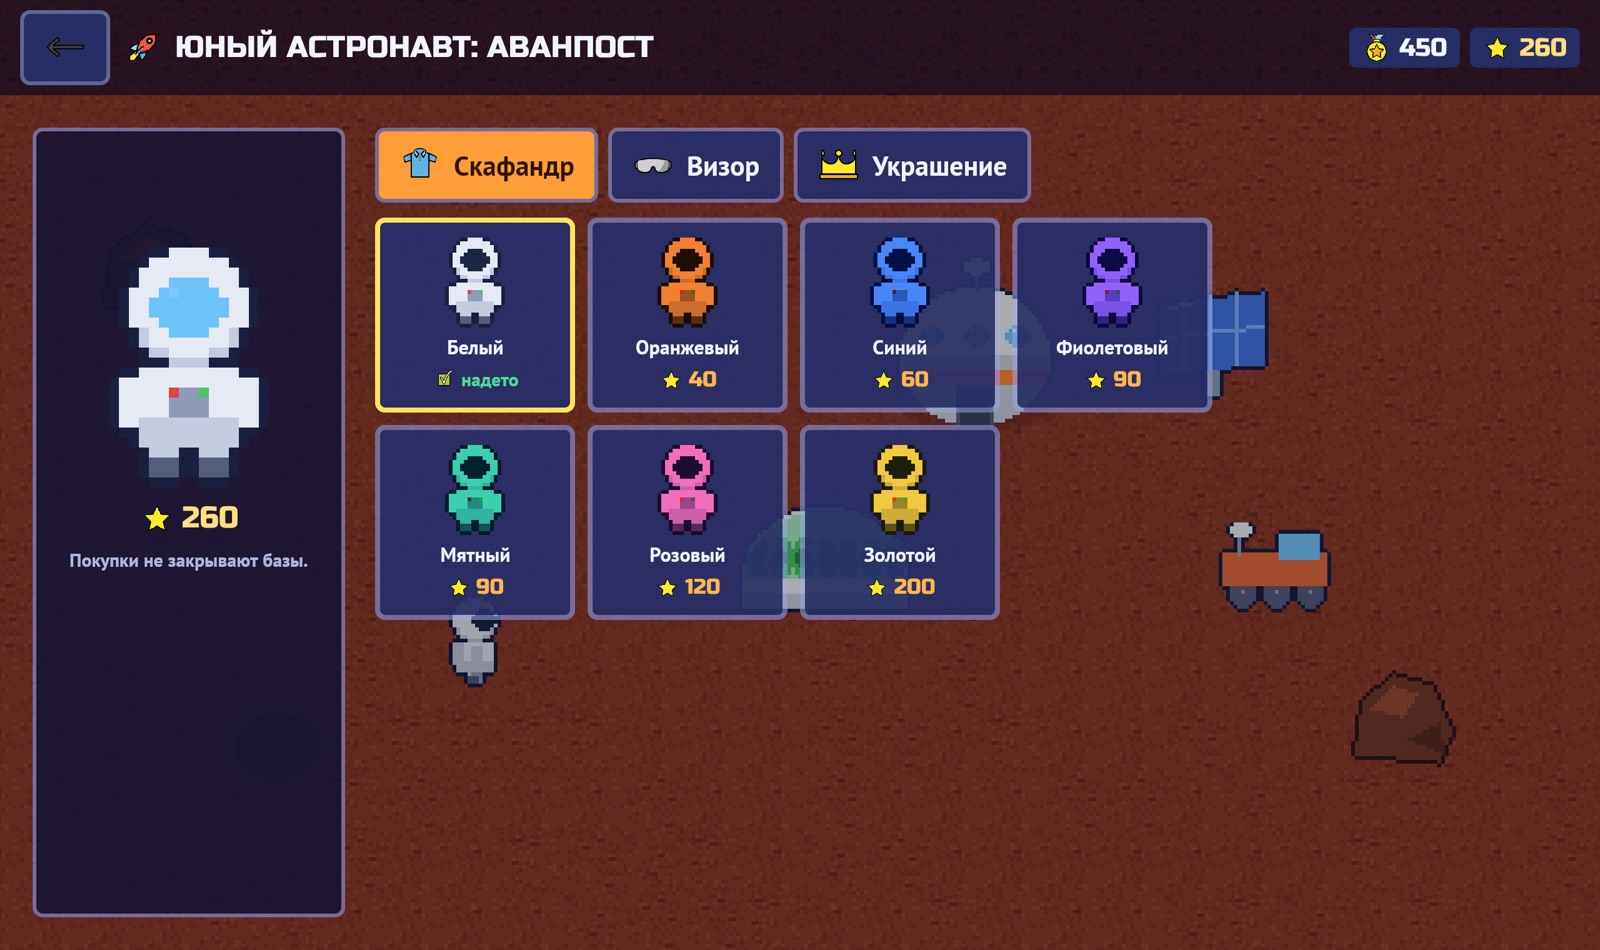 ЮНЫЙ АСТРОНАВТ: АВАНПОСТ
450
260
Скафандр
Визор
Украшение
Белый
надето
Оранжевый
40
Синий
60
Фиолетовый
90
260
Покупки не закрывают базы.
Мятный
90
Розовый
120
Золотой
200